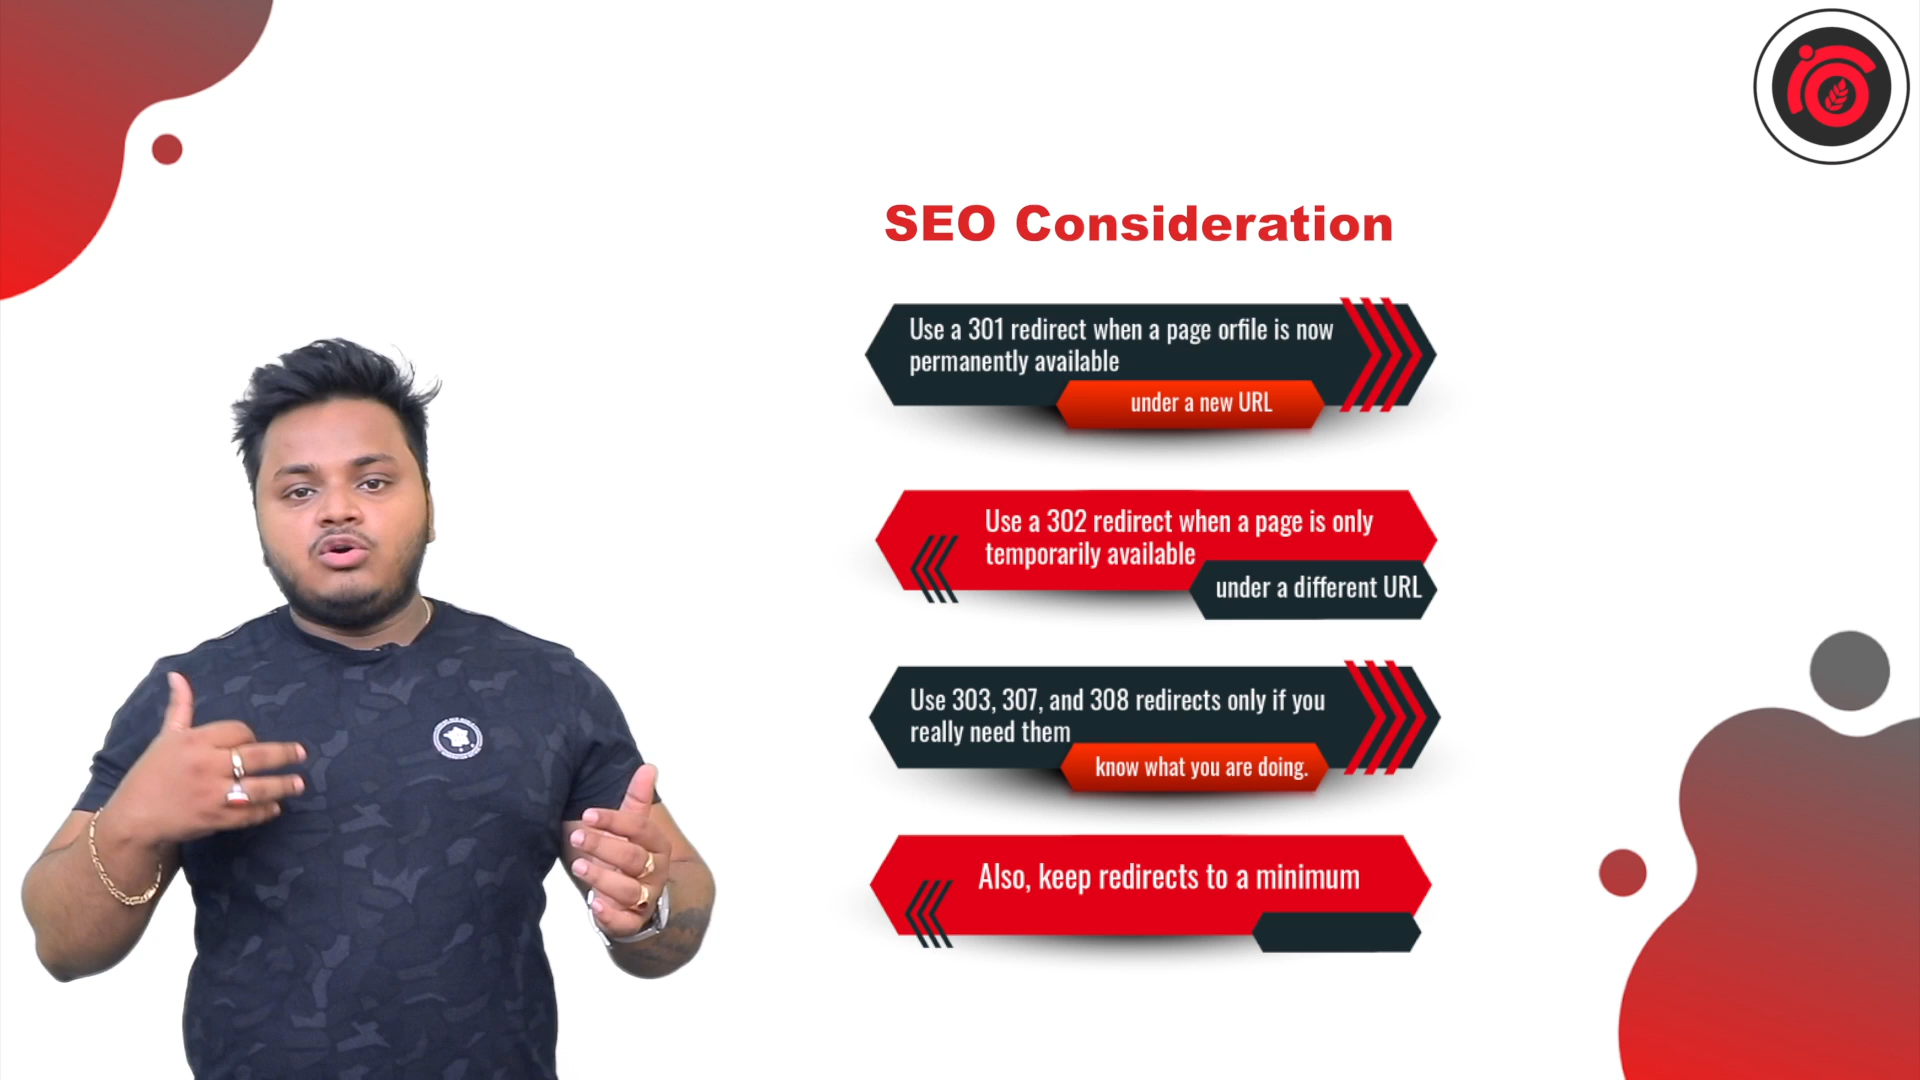 SEO Consideration
Use a 301 redirect when a page orfile is now
permanently available
under a new URL
Use a 302 redirect when a page is only
temporarily available
under a different URL
Use 303, 307, and 308 redirects only if you
really need them
know what you are doing.
Also, keep redirects to a minimum